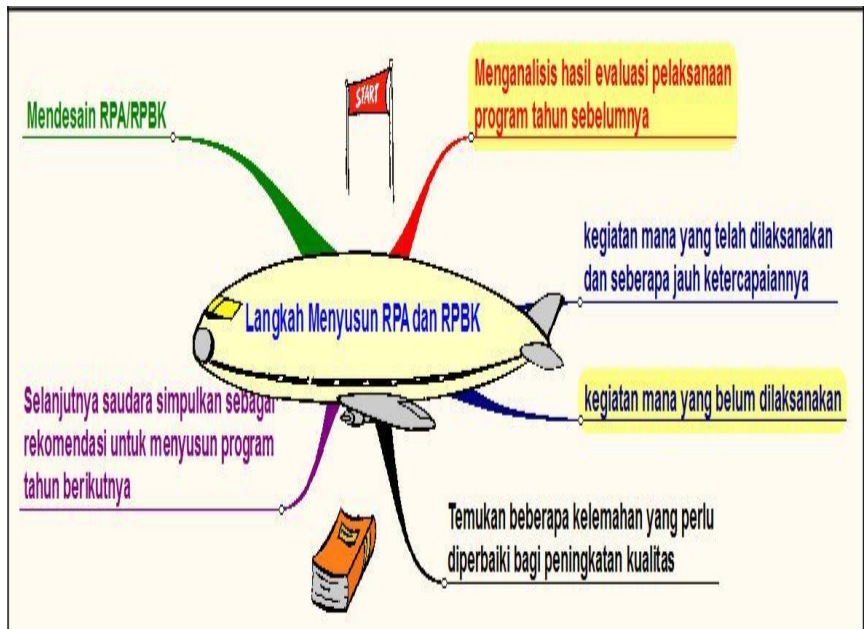 START
Menganalisis hasil evaluasi pelaksanaan
program tahun sebelumnya
Mendesain RPA/RPBK
kegiatan mana yang telah dilaksanakan
dan seberapa jauh ketercapaiannya
Langkah Menyusun RPA dan RPBK
kegiatan mana yang belum dilaksanakan
Selanjutnya saudara simpulkan sebagai
rekomendasi untuk menyusun program
tahun berikutnya
Temukan beberapa kelemahan yang perlu
diperbaiki bagi peningkatan kualitas